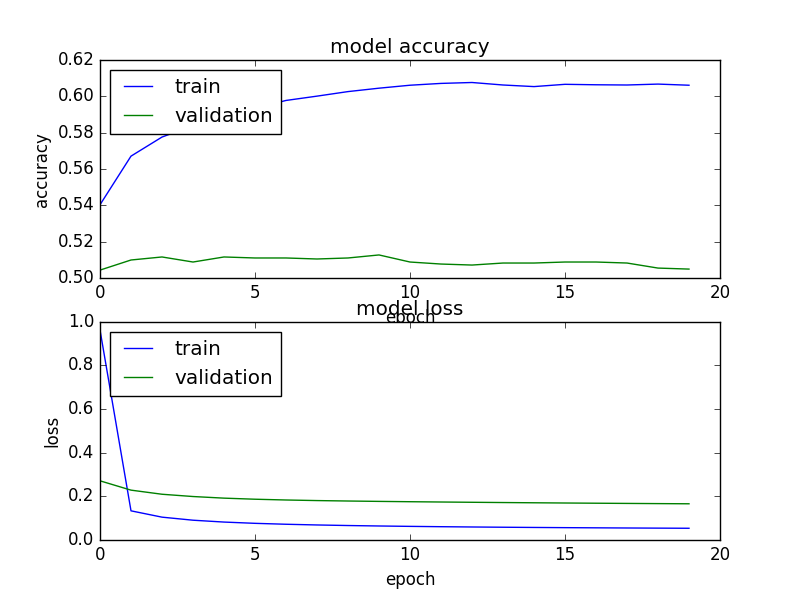 model accuracy
0.62
0.60
0.58
0.56
0.54
0.52
0.50
accuracy
train
validation
0 5 10 15 20
epoch
model loss
1.0
0.8
0.6
0.4
0.2
0.0
loss
train
validation
0 5 10 15 20
epoch